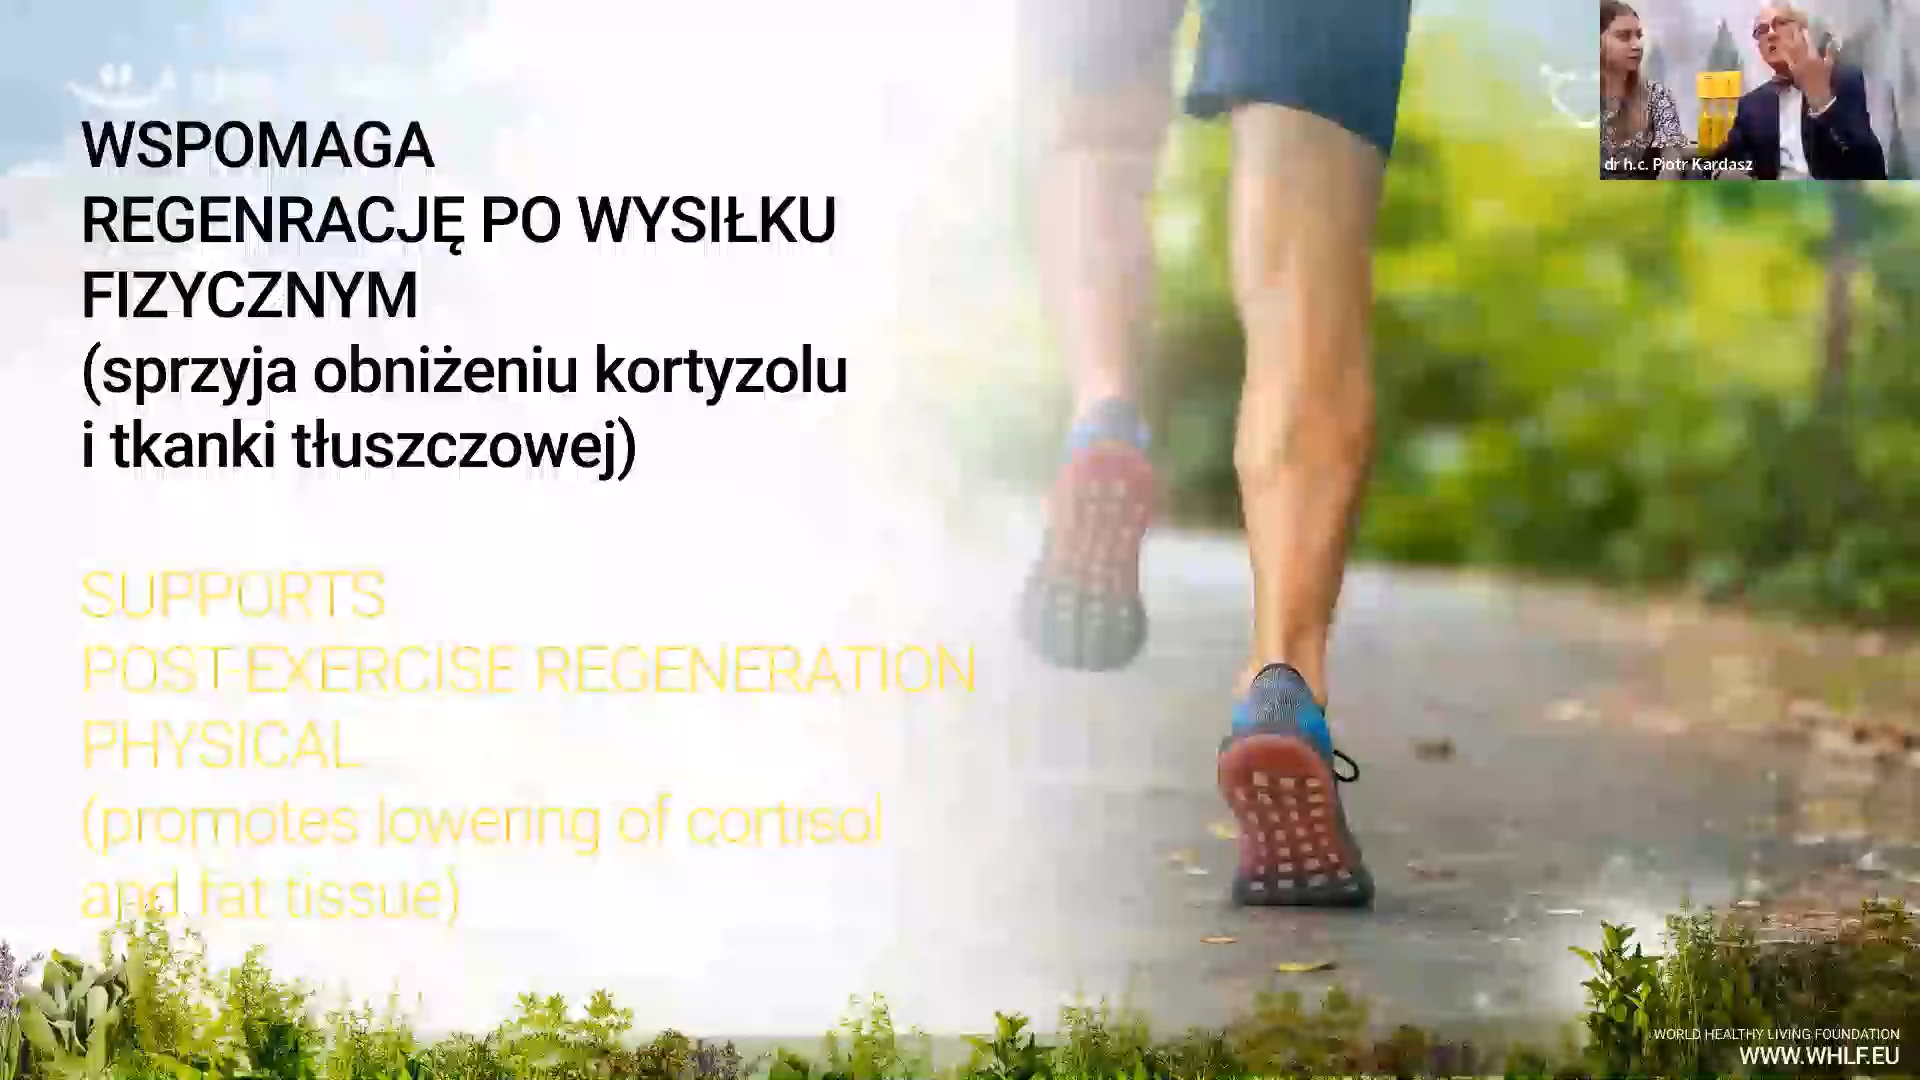 WSPOMAGA
REGENRACJĘ PO WYSIŁKU
FIZYCZNYM
(sprzyja obniżeniu kortyzolu
i tkanki tłuszczowej)
SUPPORTS
POST-EXERCISE REGENERATION
PHYSICAL
(promotes lowering of cortisol
and fat tissue)
dr h.c. Piotr Kardasz
WORLD HEALTHY LIVING FOUNDATION
WWW.WHLF.EU